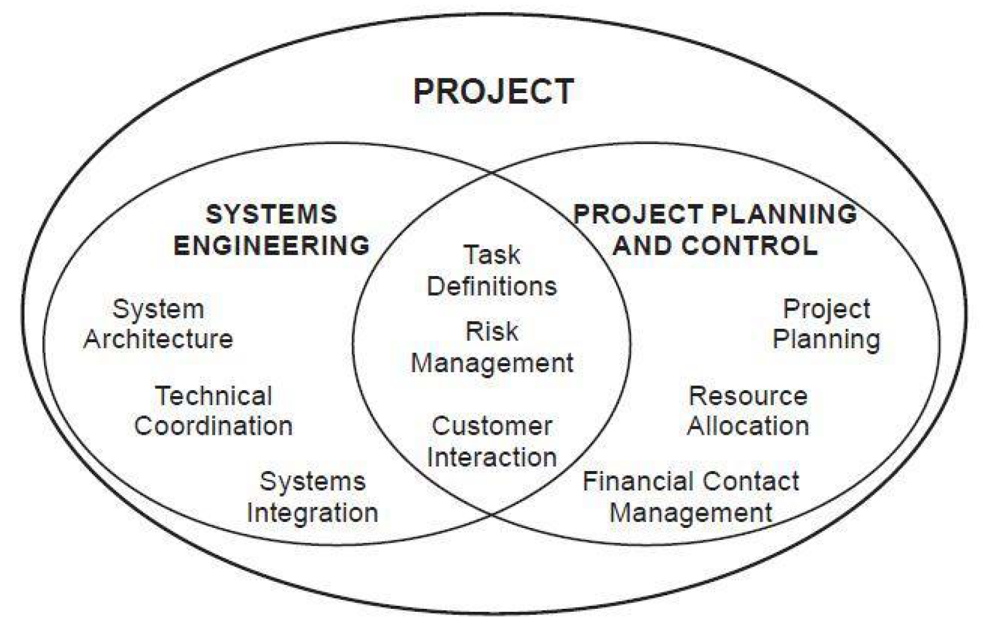 PROJECT
SYSTEMS
ENGINEERING
System
Architecture
Technical
Coordination
Systems
Integration
Task
Definitions
Risk
Management
Customer
Interaction
PROJECT PLANNING
AND CONTROL
Project
Planning
Resource
Allocation
Financial Contact
Management